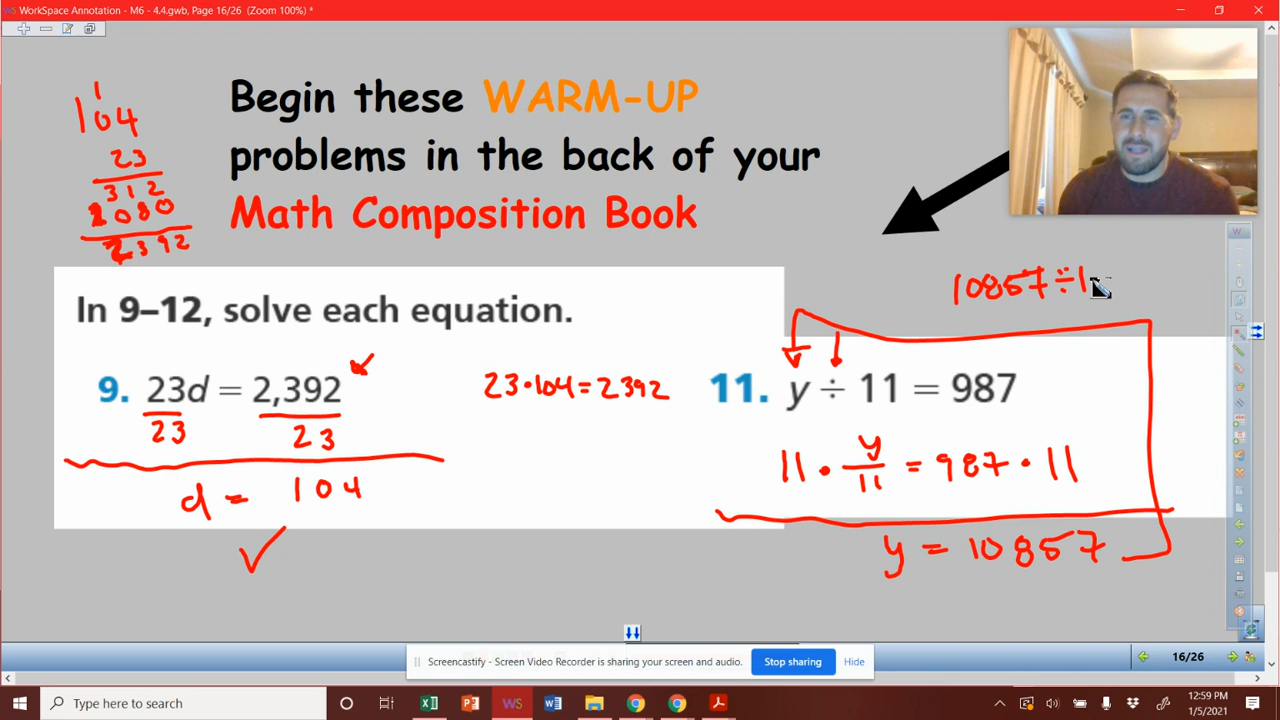 WorkSpace Annotation - M6 - 4.4.gwb, Page 16/26 (Zoom 100%) *
1
104
23
312
2080
2392
Begin these WARM-UP
problems in the back of your
Math Composition Book
10857÷1
In 9–12, solve each equation.
9. 23d = 2,392
23 23
d = 104
23·104=2392
11. y ÷ 11 = 987
11 · y/11 = 987 · 11
y = 10857
16/26
Screencastify - Screen Video Recorder is sharing your screen and audio. Stop sharing Hide
Type here to search
WS
12:59 PM
1/5/2021